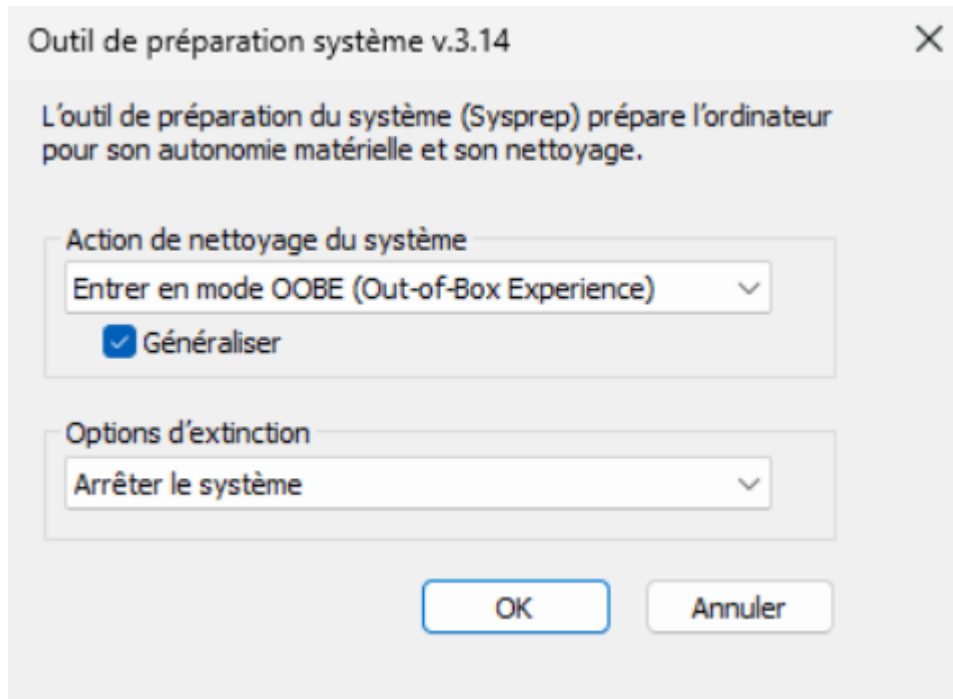 Outil de préparation système v.3.14
L'outil de préparation du système (Sysprep) prépare l'ordinateur
pour son autonomie matérielle et son nettoyage.
Action de nettoyage du système
Entrer en mode OOBE (Out-of-Box Experience)
Généraliser
Options d'extinction
Arrêter le système
OK
Annuler